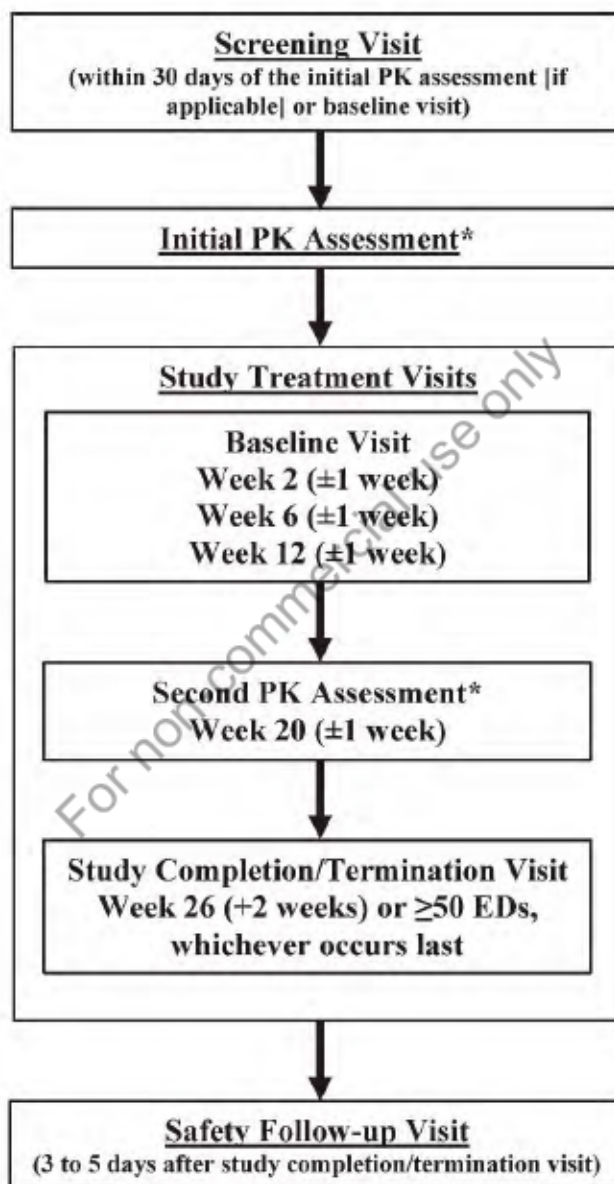 Screening Visit
(within 30 days of the initial PK assessment |if
applicable| or baseline visit)
Initial PK Assessment*
Study Treatment Visits
Baseline Visit
Week 2 (±1 week)
Week 6 (±1 week)
Week 12 (±1 week)
Second PK Assessment*
Week 20 (±1 week)
Study Completion/Termination Visit
Week 26 (+2 weeks) or ≥50 EDs,
whichever occurs last
Safety Follow-up Visit
(3 to 5 days after study completion/termination visit)
For non commercial use only